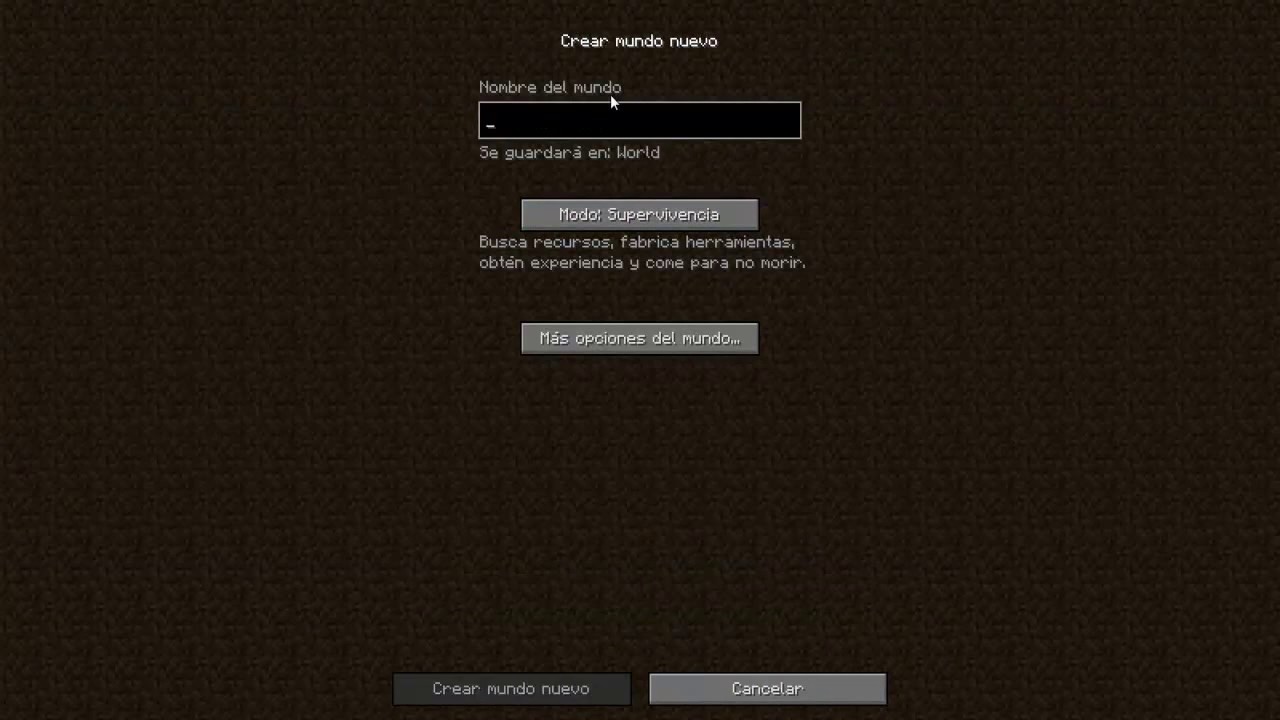 Crear mundo nuevo
Nombre del mundo
_
Se guardará en: World
Modo: Supervivencia
Busca recursos, fabrica herramientas,
obtén experiencia y come para no morir.
Más opciones del mundo...
Crear mundo nuevo
Cancelar